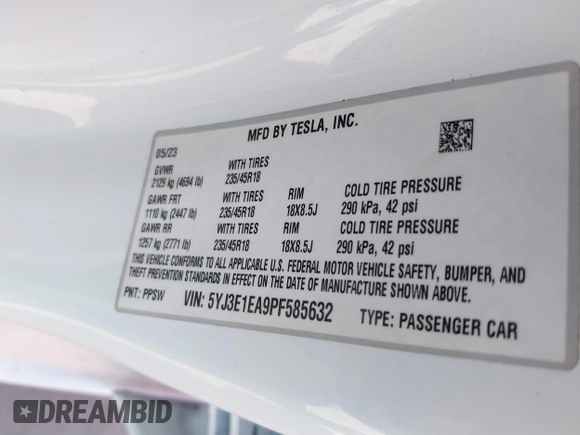 MFD BY TESLA, INC.
05/23
GVWR WITH TIRES
2129 kg (4694 lb) 235/45R18
GAWR FRT WITH TIRES RIM COLD TIRE PRESSURE
1110 kg (2447 lb) 235/45R18 18X8.5J 290 kPa, 42 psi
GAWR RR WITH TIRES RIM COLD TIRE PRESSURE
1257 kg (2771 lb) 235/45R18 18X8.5J 290 kPa, 42 psi
THIS VEHICLE CONFORMS TO ALL APPLICABLE U.S. FEDERAL MOTOR VEHICLE SAFETY, BUMPER, AND
THEFT PREVENTION STANDARDS IN EFFECT ON THE DATE OF MANUFACTURE SHOWN ABOVE.
PNT: PPSW VIN: 5YJ3E1EA9PF585632 TYPE: PASSENGER CAR
DREAMBID